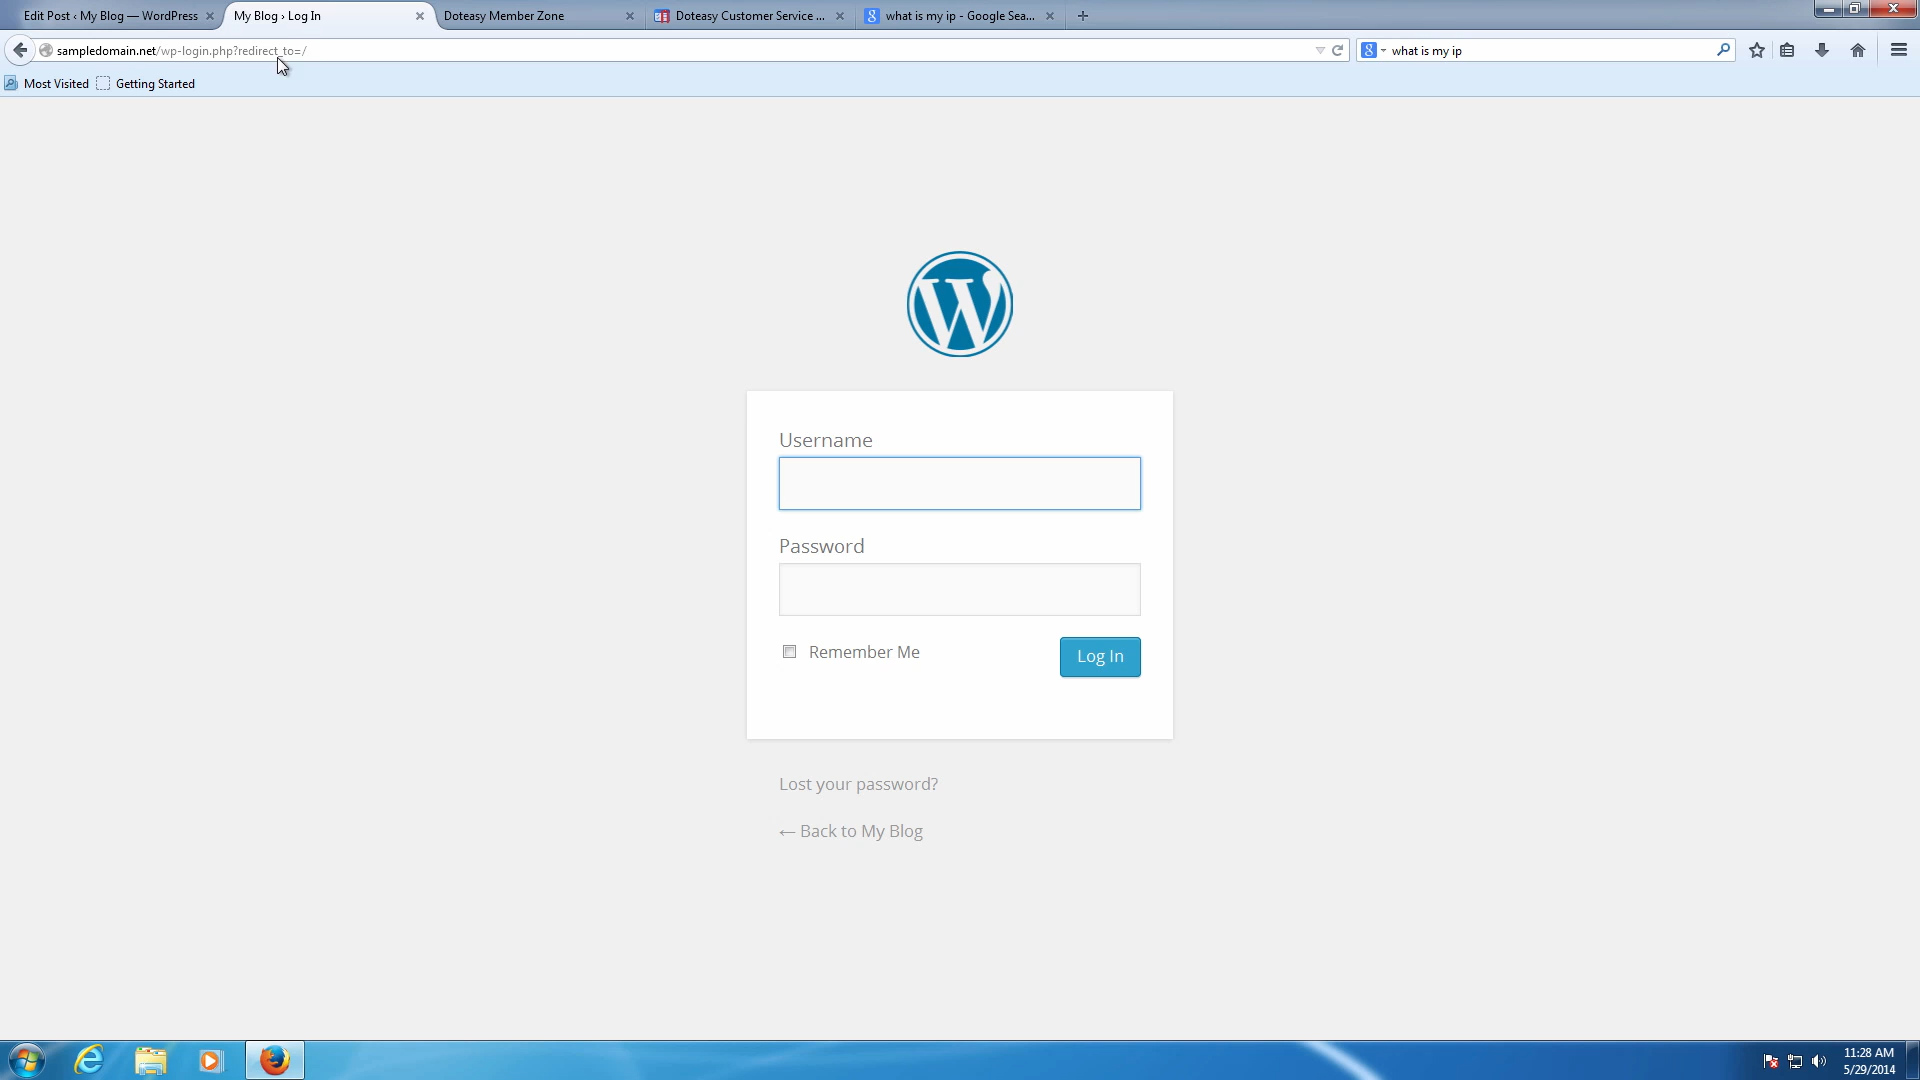 Edit Post ‹ My Blog — WordPress
My Blog › Log In
Doteasy Member Zone
Doteasy Customer Service ...
what is my ip - Google Sea...
sampledomain.net/wp-login.php?redirect_to=/
what is my ip
Most Visited
Getting Started
Username
Password
Remember Me
Log In
Lost your password?
← Back to My Blog
11:28 AM
5/29/2014